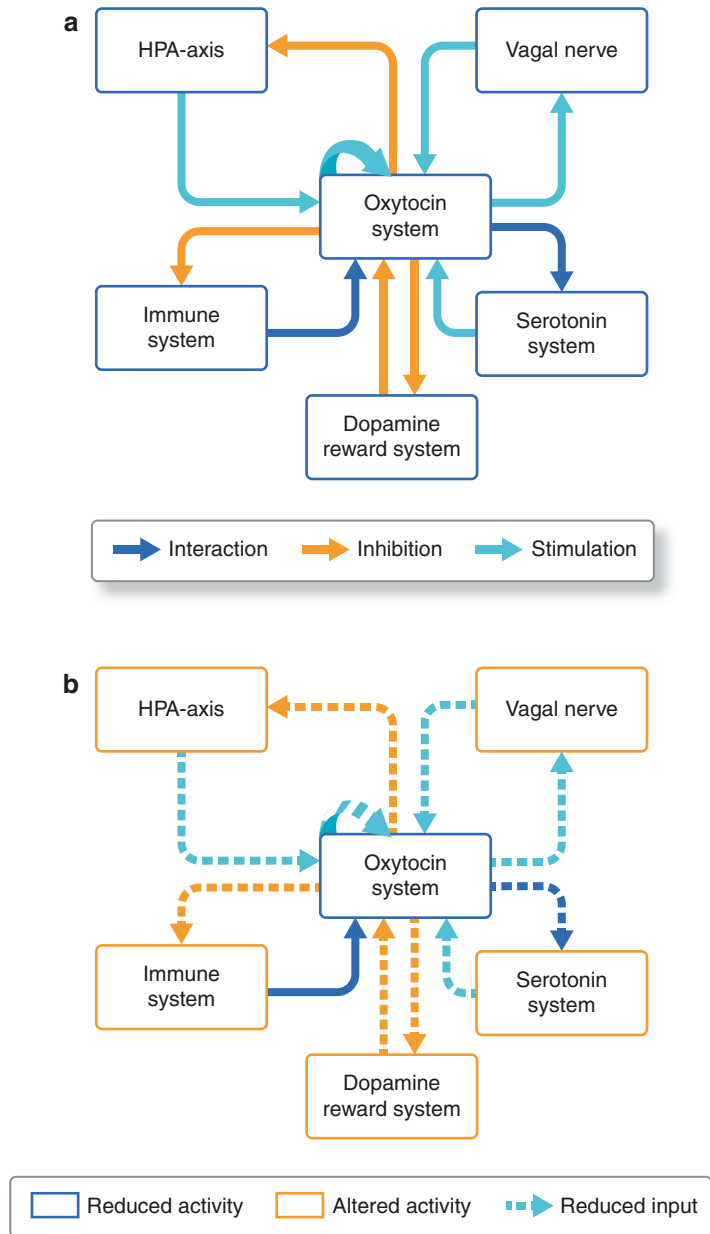 a
HPA-axis
Vagal nerve
Oxytocin
system
Immune
system
Serotonin
system
Dopamine
reward system
Interaction
Inhibition
Stimulation
b
HPA-axis
Vagal nerve
Oxytocin
system
Immune
system
Serotonin
system
Dopamine
reward system
Reduced activity
Altered activity
Reduced input